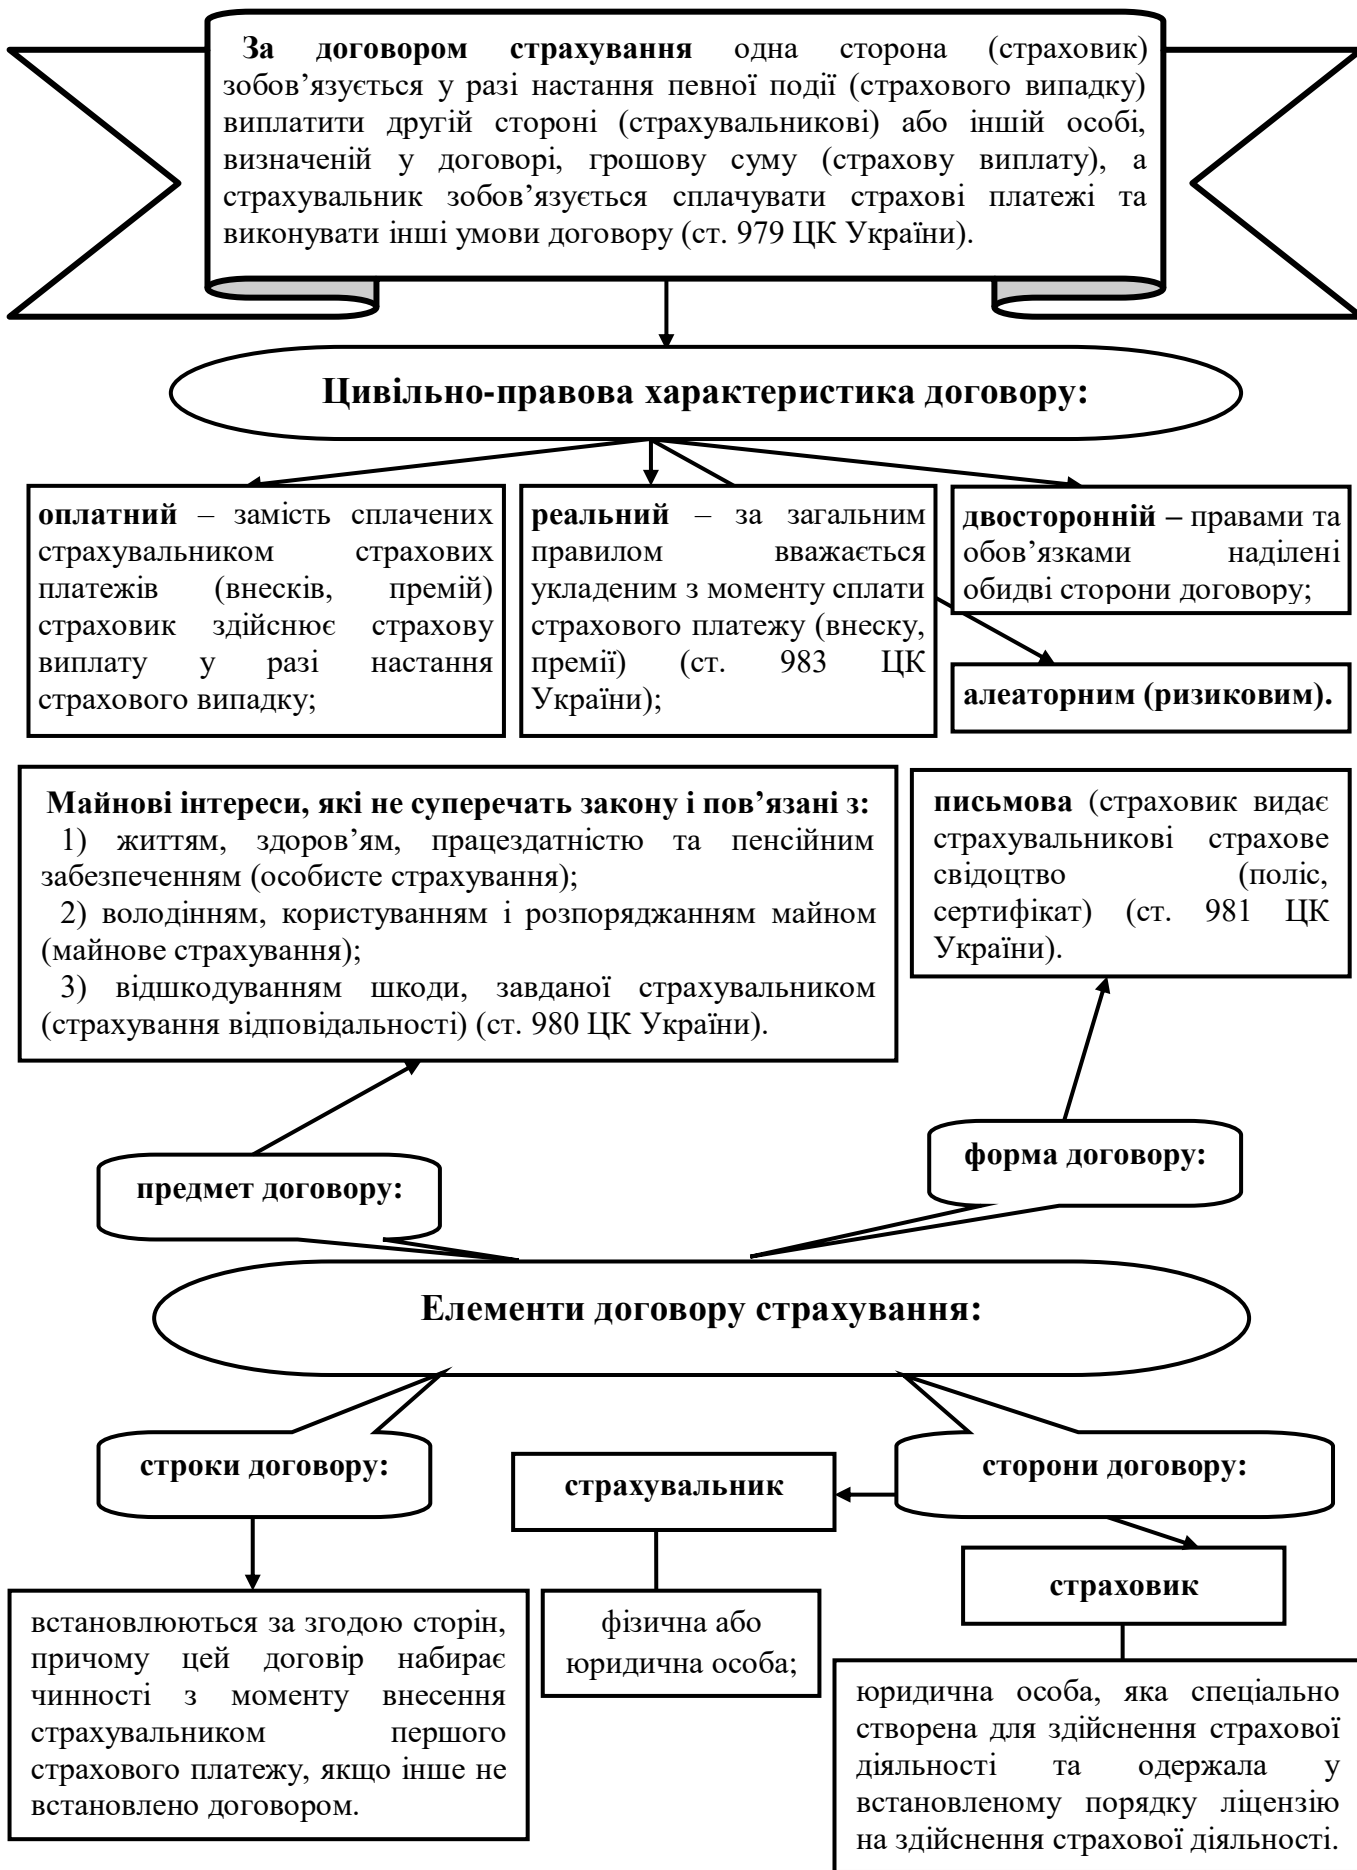 За договором страхування одна сторона (страховик)
зобов’язується у разі настання певної події (страхового випадку)
виплатити другій стороні (страхувальникові) або іншій особі,
визначеній у договорі, грошову суму (страхову виплату), а
страхувальник зобов’язується сплачувати страхові платежі та
виконувати інші умови договору (ст. 979 ЦК України).
Цивільно-правова характеристика договору:
оплатний – замість сплачених
страхувальником страхових
платежів (внесків, премій)
страховик здійснює страхову
виплату у разі настання
страхового випадку;
реальний – за загальним
правилом вважається
укладеним з моменту сплати
страхового платежу (внеску,
премії) (ст. 983 ЦК
України);
двосторонній – правами та
обов’язками наділені
обидві сторони договору;
алеаторним (ризиковим).
Майнові інтереси, які не суперечать закону і пов’язані з:
1) життям, здоров’ям, працездатністю та пенсійним
забезпеченням (особисте страхування);
2) володінням, користуванням і розпоряджанням майном
(майнове страхування);
3) відшкодуванням шкоди, завданої страхувальником
(страхування відповідальності) (ст. 980 ЦК України).
письмова (страховик видає
страхувальникові страхове
свідоцтво (поліс,
сертифікат) (ст. 981 ЦК
України).
предмет договору:
форма договору:
Елементи договору страхування:
строки договору:
страхувальник
сторони договору:
страховик
встановлюються за згодою сторін,
причому цей договір набирає
чинності з моменту внесення
страхувальником першого
страхового платежу, якщо інше не
встановлено договором.
фізична або
юридична особа;
юридична особа, яка спеціально
створена для здійснення страхової
діяльності та одержала у
встановленому порядку ліцензію
на здійснення страхової діяльності.